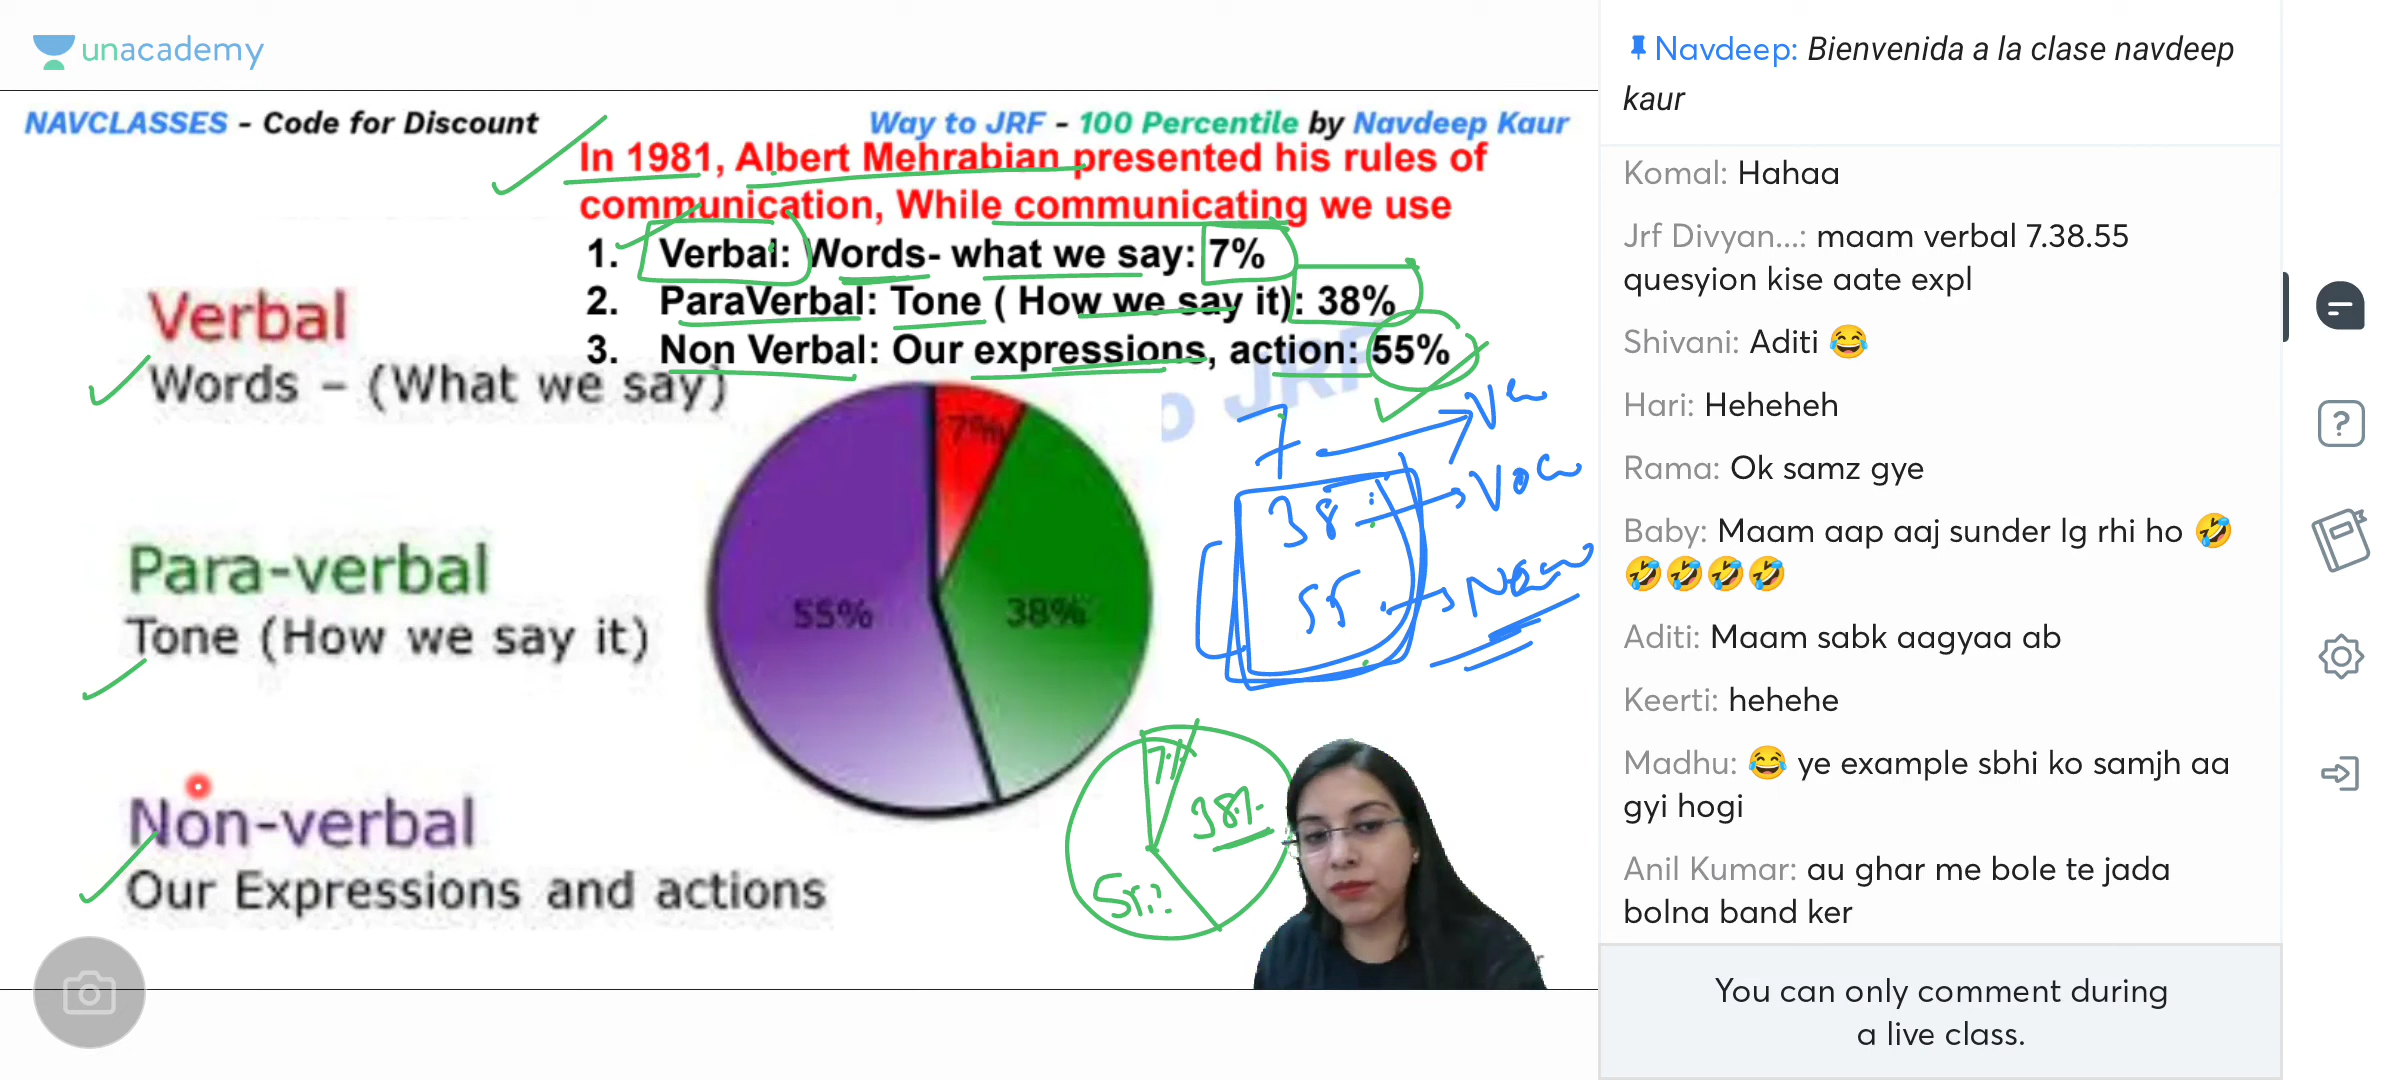 unacademy
NAVCLASSES - Code for Discount
Way to JRF - 100 Percentile by Navdeep Kaur
In 1981, Albert Mehrabian presented his rules of
communication, While communicating we use
1. Verbal: Words- what we say: 7%
2. ParaVerbal: Tone ( How we say it): 38%
3. Non Verbal: Our expressions, action: 55%
Verbal
Words – (What we say)
Para-verbal
Tone (How we say it)
Non-verbal
Our Expressions and actions
7%
38%
55%
o JRF
7
38
55
7%
38%
Navdeep: Bienvenida a la clase navdeep
kaur
Komal: Hahaa
Jrf Divyan...: maam verbal 7.38.55
quesyion kise aate expl
Shivani: Aditi 😂
Hari: Heheheh
Rama: Ok samz gye
Baby: Maam aap aaj sunder lg rhi ho 🤣
🤣🤣🤣🤣
Aditi: Maam sabk aagyaa ab
Keerti: hehehe
Madhu: 😂 ye example sbhi ko samjh aa
gyi hogi
Anil Kumar: au ghar me bole te jada
bolna band ker
You can only comment during
a live class.